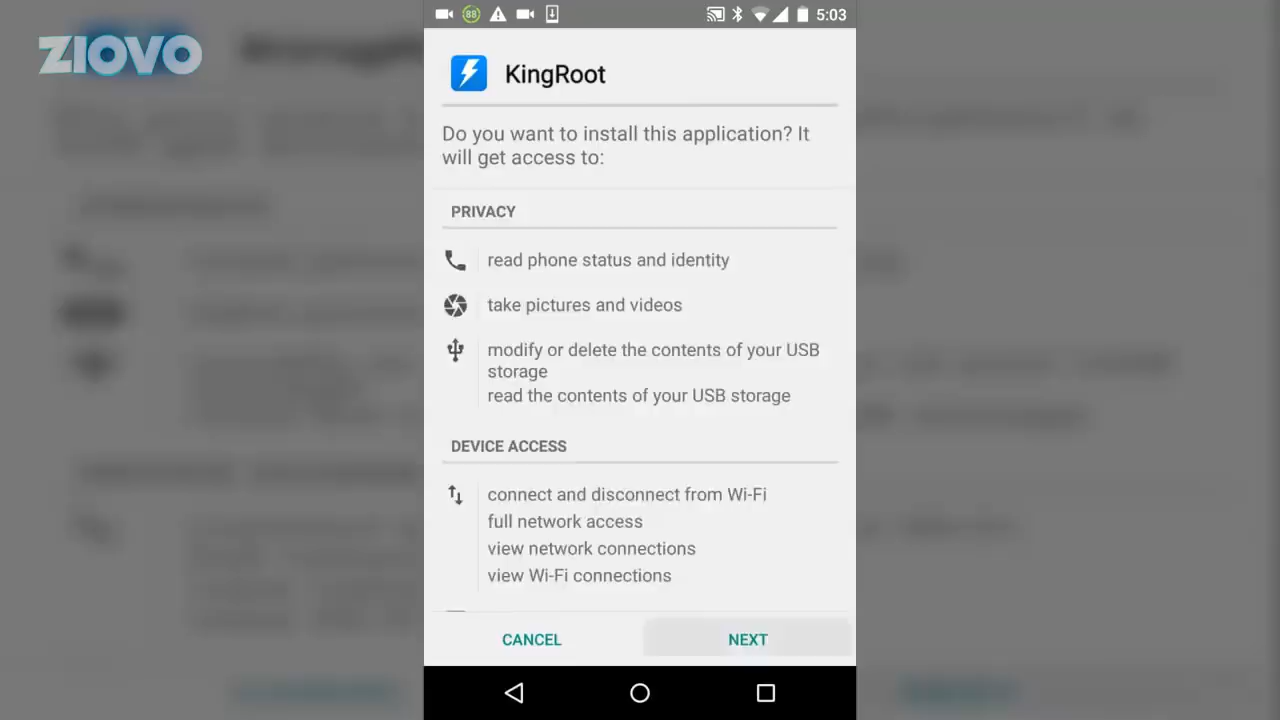 ZIOVO
88
5:03
KingRoot
Do you want to install this application? It
will get access to:
PRIVACY
read phone status and identity
take pictures and videos
modify or delete the contents of your USB
storage
read the contents of your USB storage
DEVICE ACCESS
connect and disconnect from Wi-Fi
full network access
view network connections
view Wi-Fi connections
CANCEL
NEXT